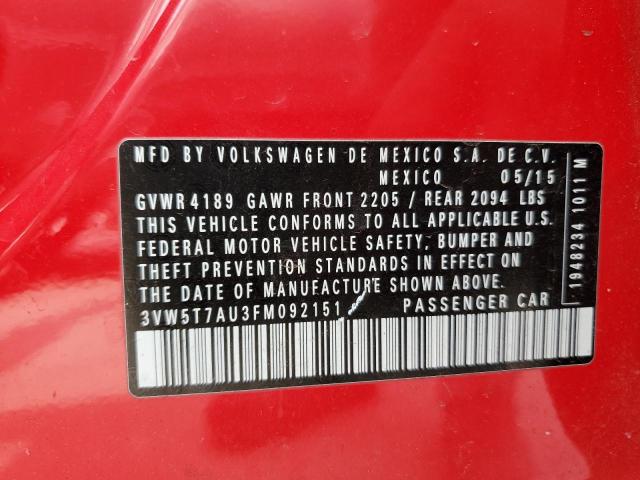 MFD BY VOLKSWAGEN DE MEXICO S.A. DE C.V.
MEXICO 05/15
GVWR 4189 GAWR FRONT 2205 / REAR 2094 LBS
THIS VEHICLE CONFORMS TO ALL APPLICABLE U.S.
FEDERAL MOTOR VEHICLE SAFETY, BUMPER AND
THEFT PREVENTION STANDARDS IN EFFECT ON
THE DATE OF MANUFACTURE SHOWN ABOVE.
3VW5T7AU3FM092151 PASSENGER CAR
1948234 1011 M